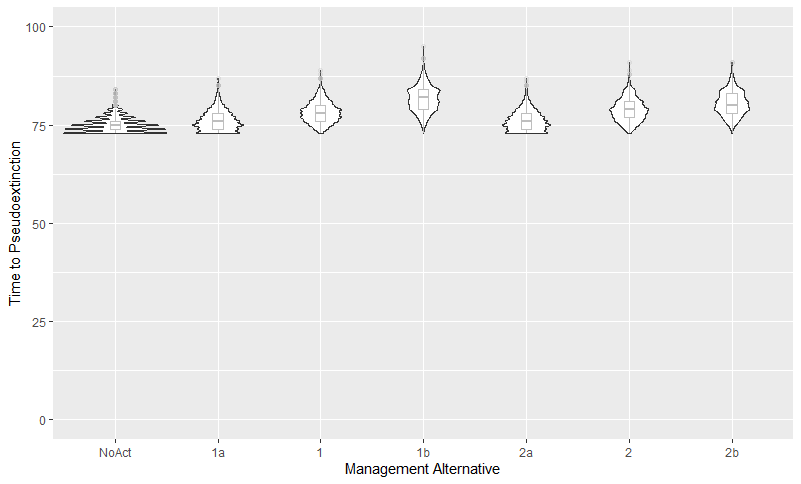 100
75
50
25
0
Time to Pseudoextinction
NoAct 1a 1 1b 2a 2 2b
Management Alternative